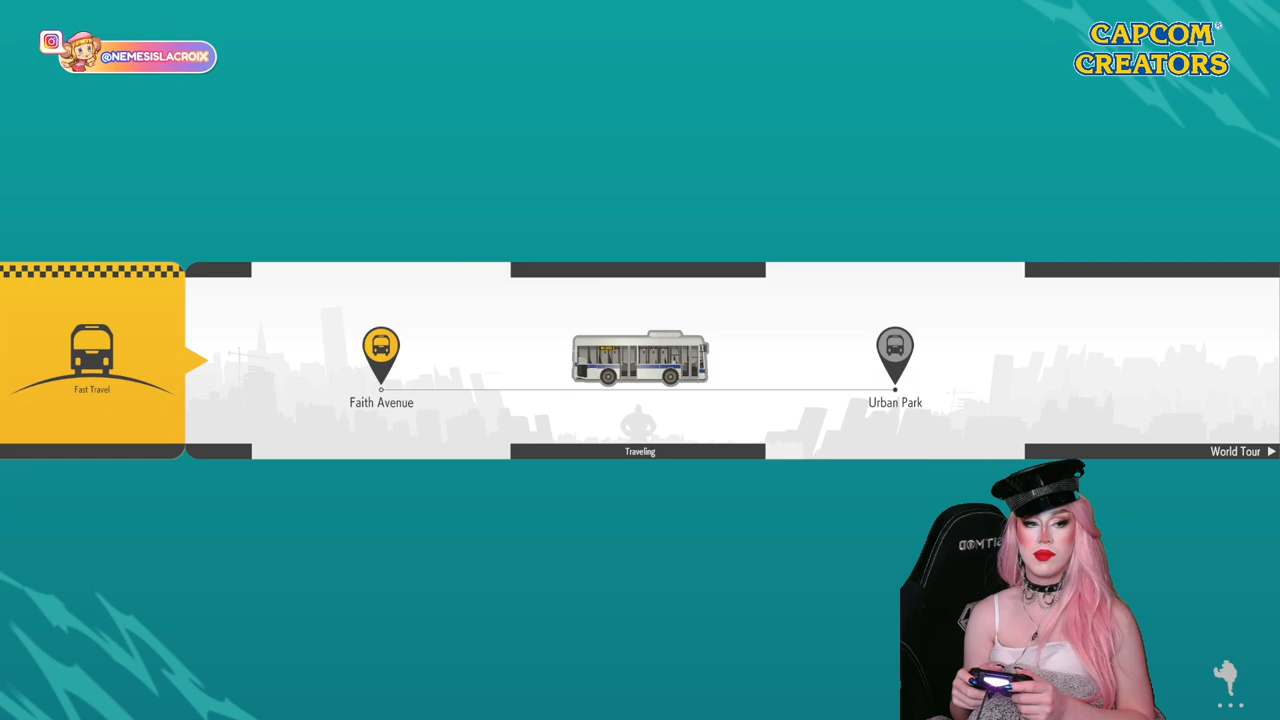 @NEMESISLACROIX
CAPCOM®
CREATORS
Fast Travel
Faith Avenue
Urban Park
Traveling
World Tour